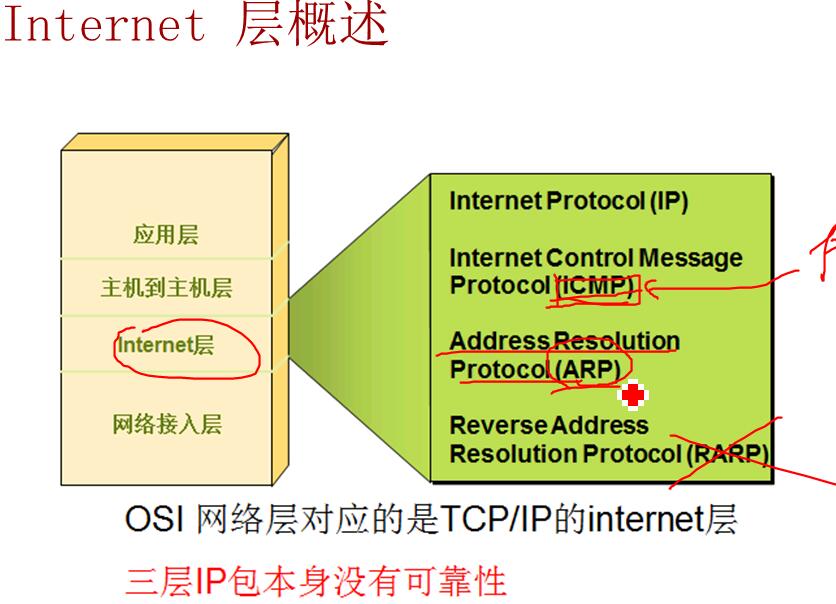 Internet 层概述
应用层
主机到主机层
Internet层
网络接入层
Internet Protocol (IP)
Internet Control Message
Protocol (ICMP)
Address Resolution
Protocol (ARP)
Reverse Address
Resolution Protocol (RARP)
OSI 网络层对应的是TCP/IP的internet层
三层IP包本身没有可靠性